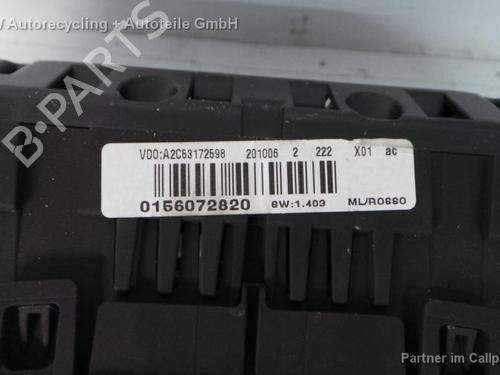 Autorecycling • Autoteile GmbH
B-PARTS
VDO:A2C53172598 201006 2 222 X01 ac
0156072820 SW:1.403 ML/ROSSO
Partner im Callp